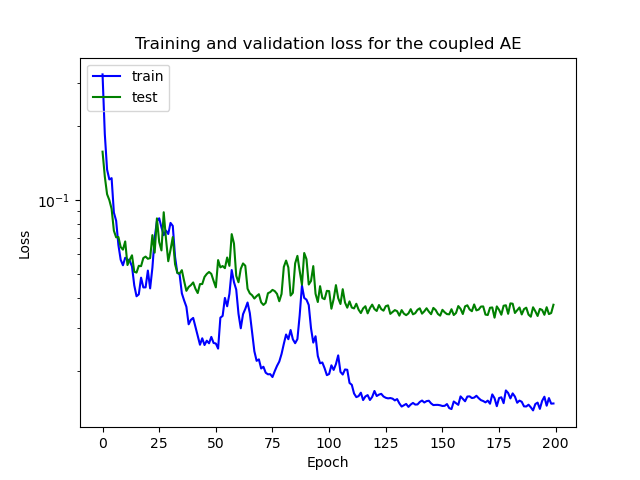 Training and validation loss for the coupled AE
train
test
10⁻¹
Loss
0 25 50 75 100 125 150 175 200
Epoch